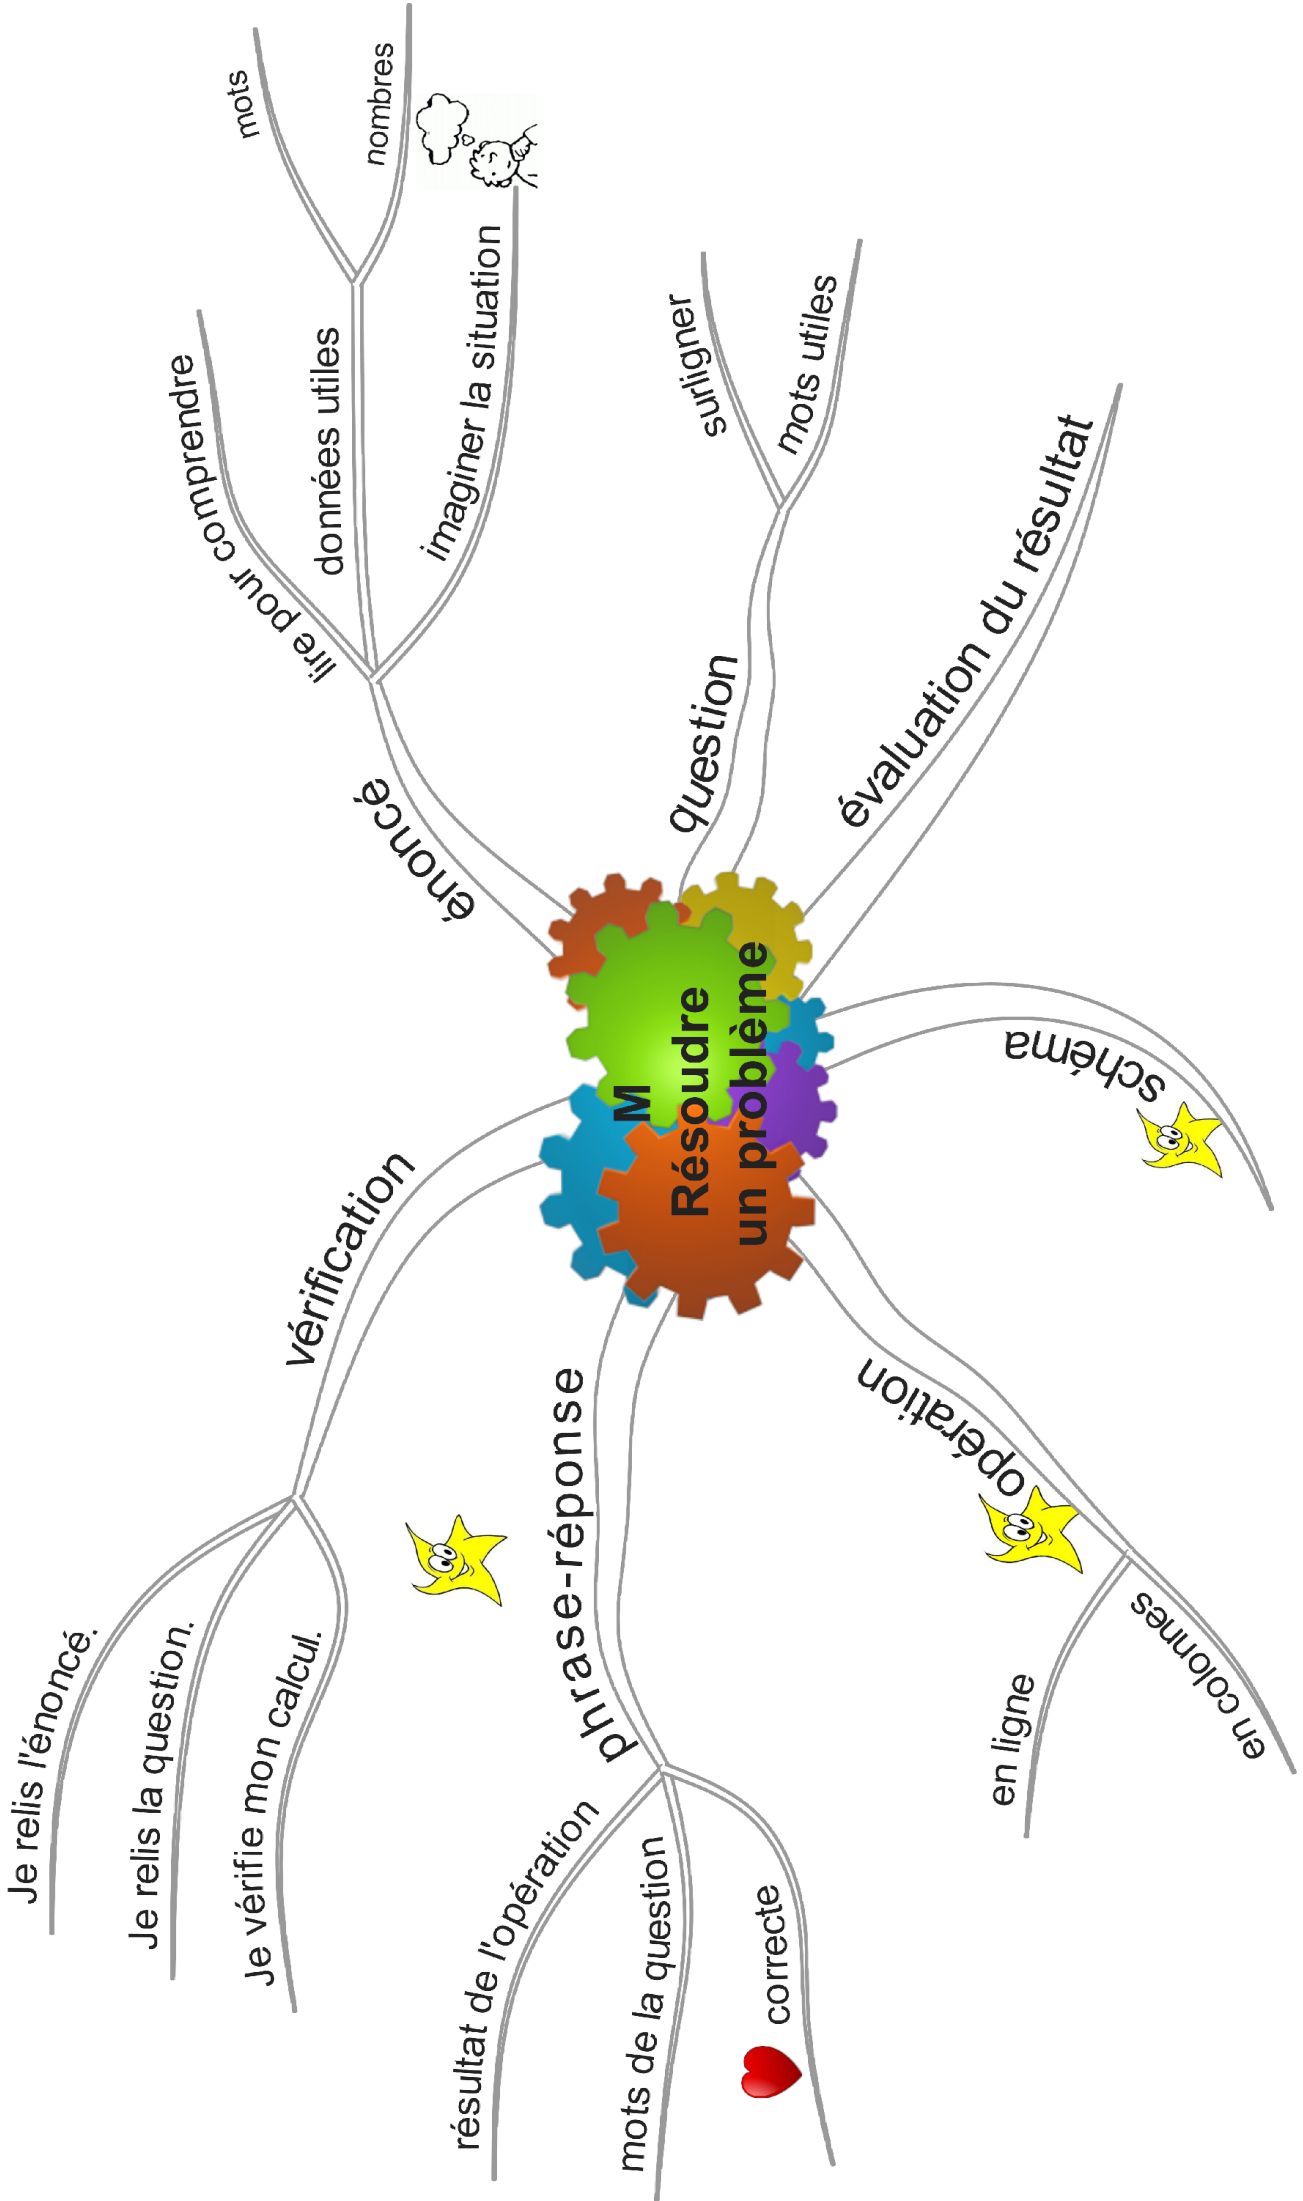 M
Résoudre
un problème
énoncé
lire pour comprendre
données utiles
mots
nombres
imaginer la situation
question
surligner
mots utiles
évaluation du résultat
schéma
opération
en ligne
en colonnes
phrase-réponse
résultat de l'opération
mots de la question
correcte
vérification
Je relis l'énoncé.
Je relis la question.
Je vérifie mon calcul.